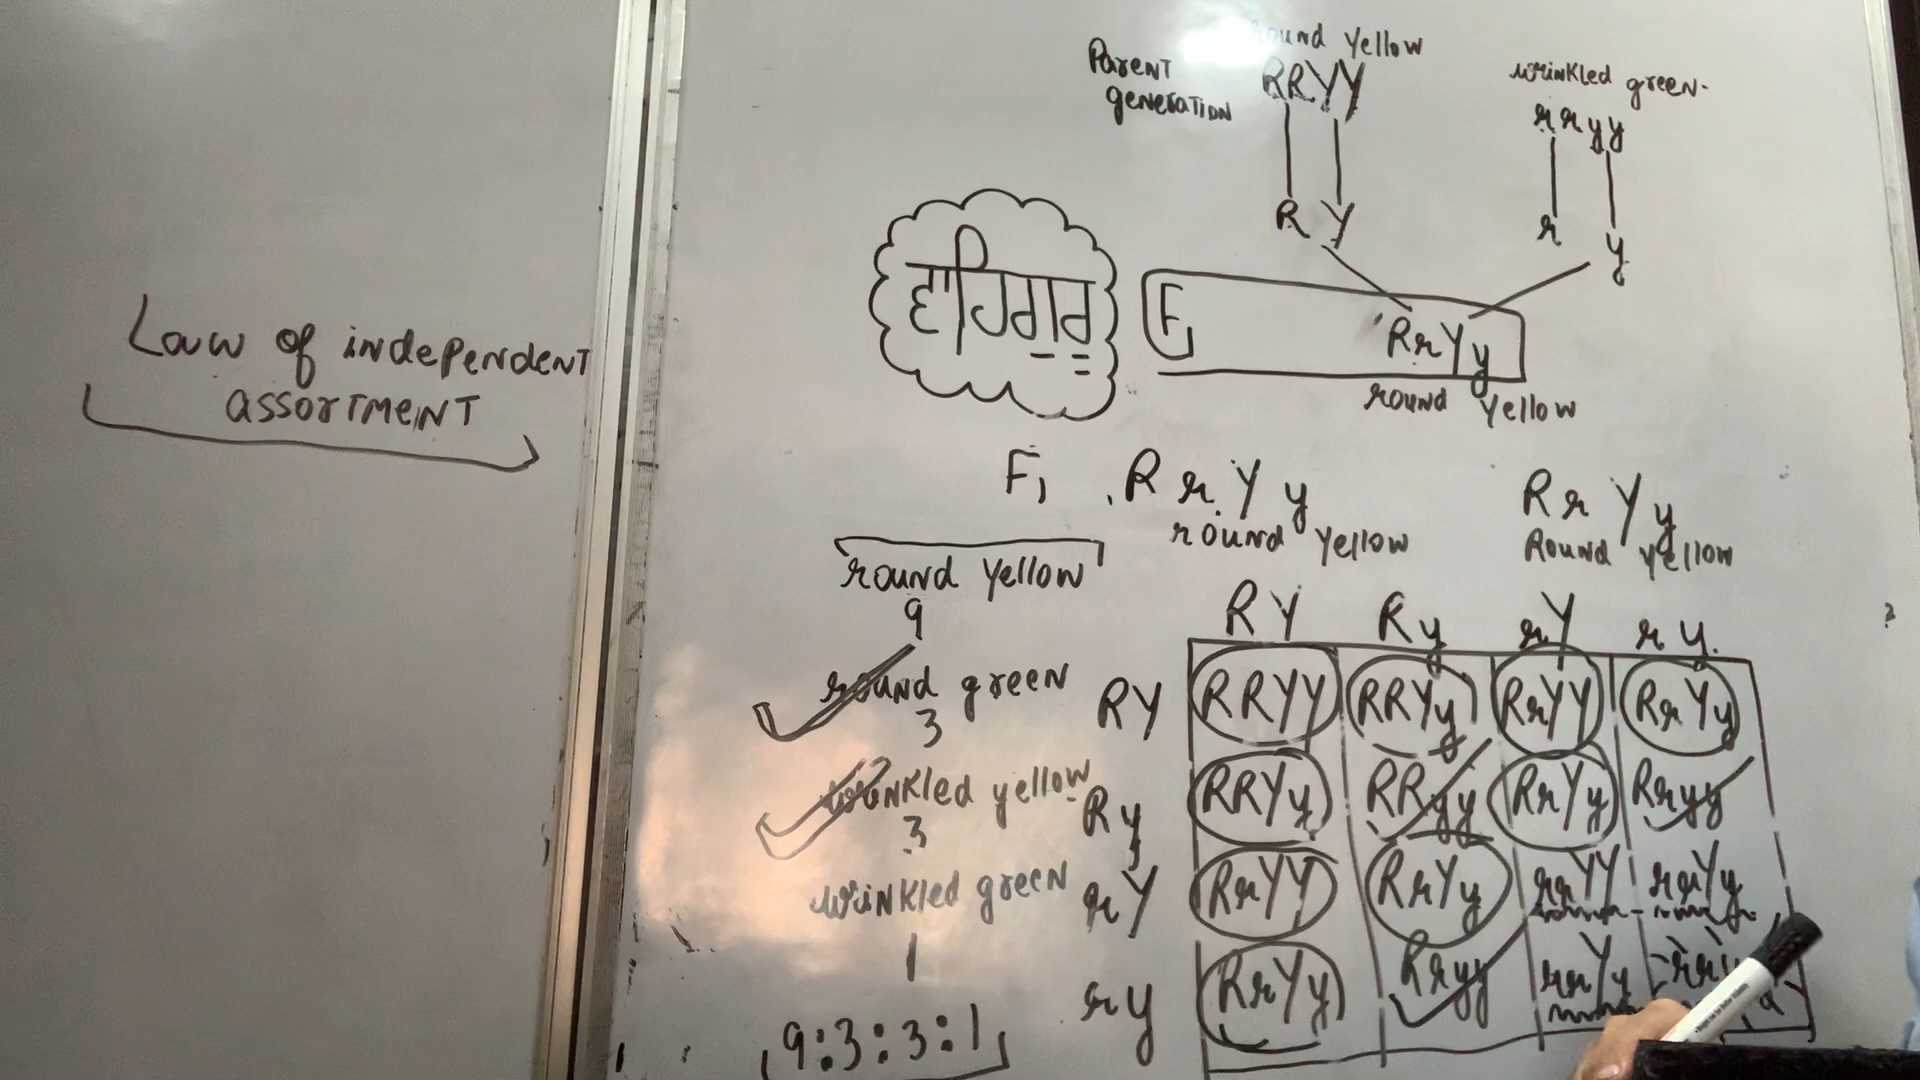 Law of independent
assortment
Parent
generation
Round Yellow
RRYY
wrinkled green
rryy
R Y
r y
ਵਾਹਿਗੁਰੂ
F1
RrYy
round Yellow
F1 RrYy
round Yellow
RrYy
Round Yellow
round Yellow
9
round green
3
wrinkled yellow
3
wrinkled green
1
9:3:3:1
RY Ry rY ry
RY RRYY RRYy RrYY RrYy
Ry RRYy RRyy RrYy Rryy
rY RrYY RrYy rrYY rrYy
ry RrYy Rryy rrYy